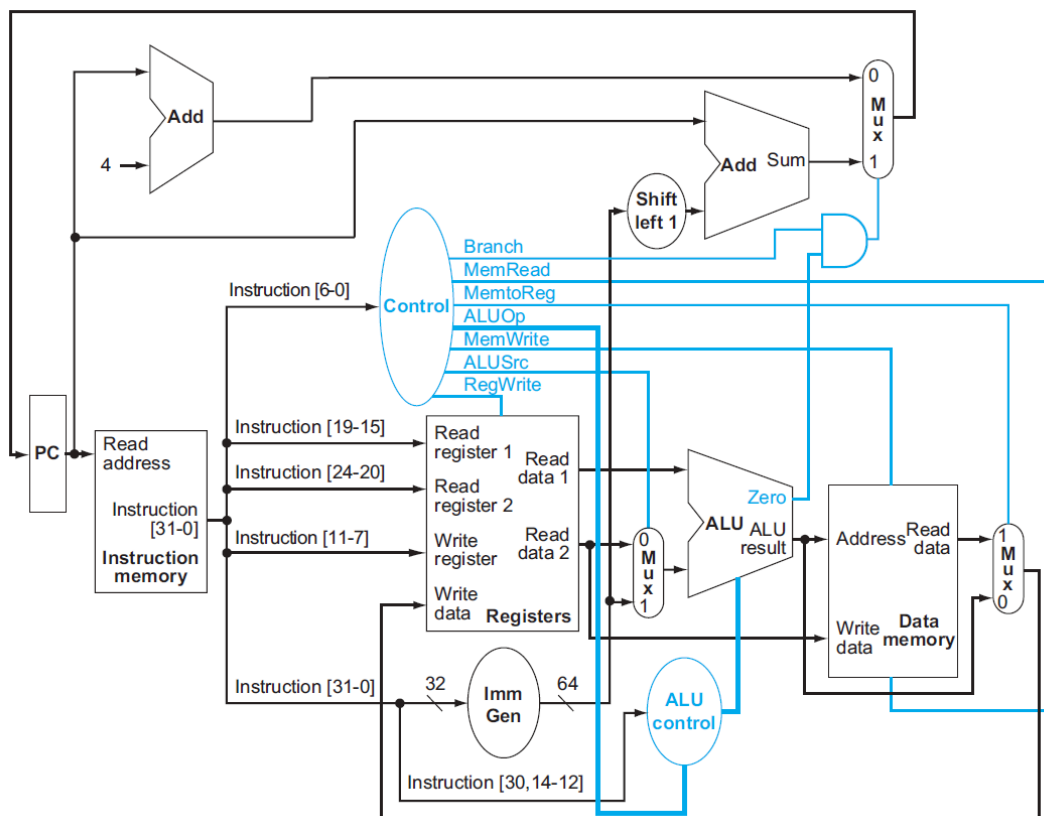 Add
4
0
M
u
x
1
Add
Sum
Shift
left 1
Branch
MemRead
MemtoReg
ALUOp
MemWrite
ALUSrc
RegWrite
Control
Instruction [6-0]
PC
Read
address
Instruction
[31-0]
Instruction
memory
Instruction [19-15]
Instruction [24-20]
Instruction [11-7]
Read
register 1
Read
register 2
Write
register
Write
data
Registers
Read
data 1
Read
data 2
0
M
u
x
1
Zero
ALU
ALU
result
Address
Read
data
Write
data
Data
memory
1
M
u
x
0
Instruction [31-0]
32
Imm
Gen
64
ALU
control
Instruction [30,14-12]